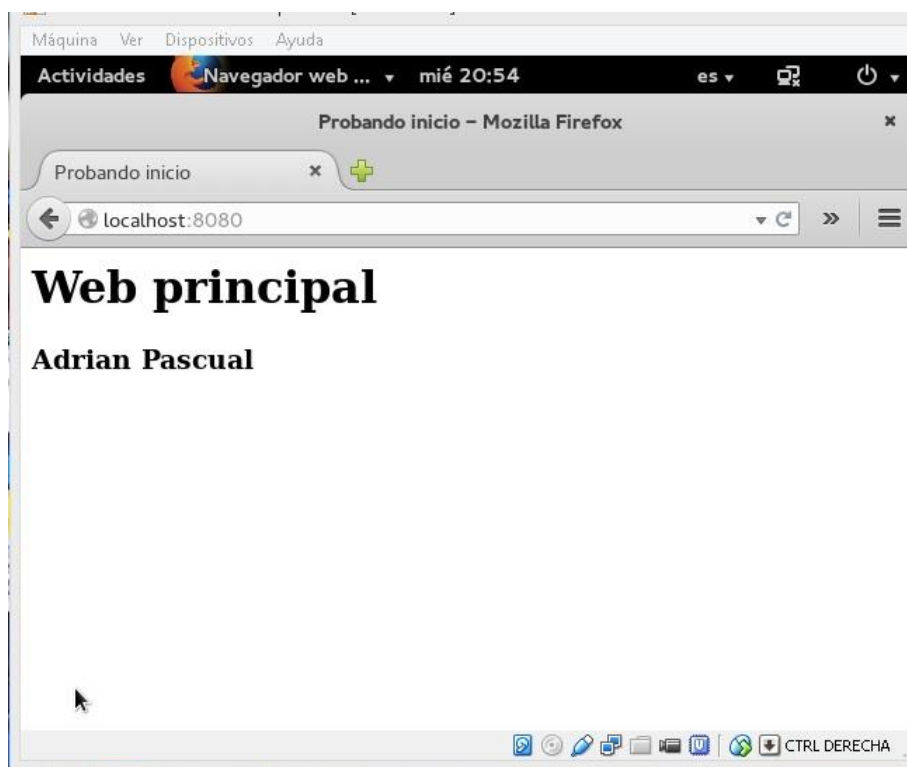 Máquina Ver Dispositivos Ayuda
Actividades Navegador web ... mié 20:54 es
Probando inicio - Mozilla Firefox
Probando inicio
localhost:8080
Web principal
Adrian Pascual
CTRL DERECHA